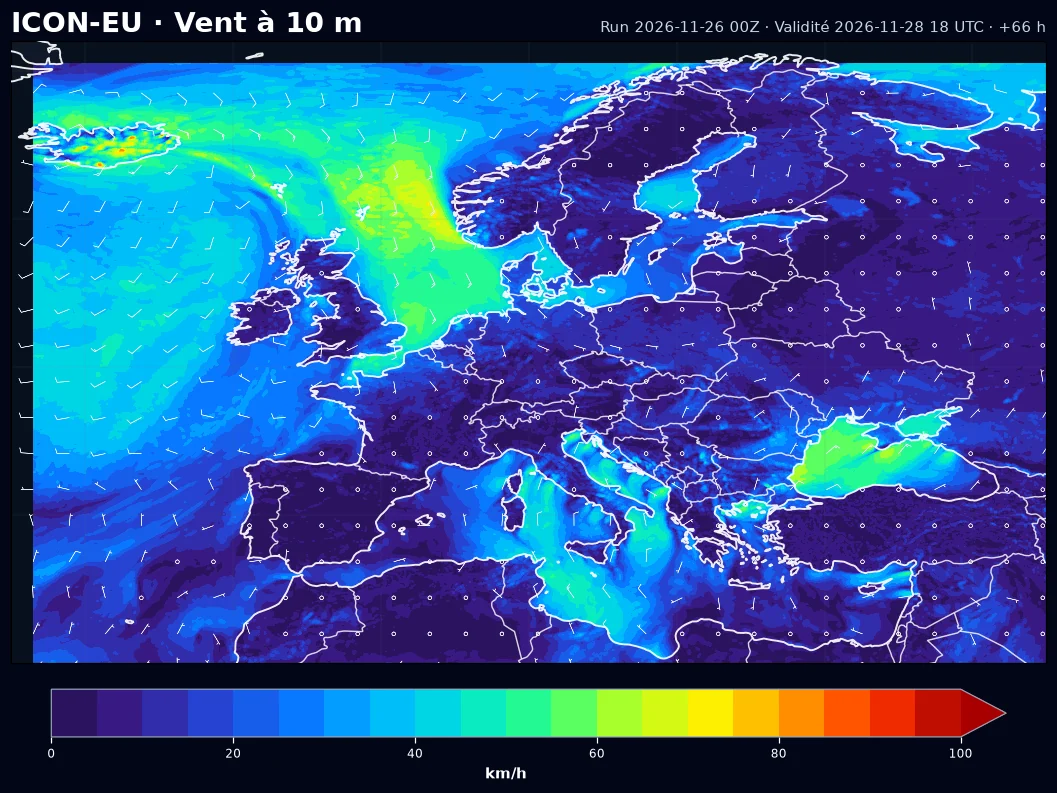 ICON-EU · Vent à 10 m
Run 2026-11-26 00Z · Validité 2026-11-28 18 UTC · +66 h
0 20 40 60 80 100
km/h